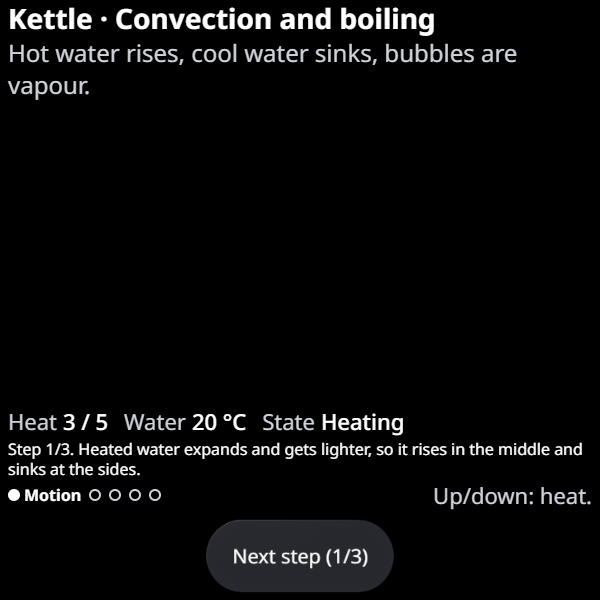 Kettle · Convection and boiling
Hot water rises, cool water sinks, bubbles are
vapour.
Heat 3 / 5 Water 20 °C State Heating
Step 1/3. Heated water expands and gets lighter, so it rises in the middle and
sinks at the sides.
Motion
Up/down: heat.
Next step (1/3)